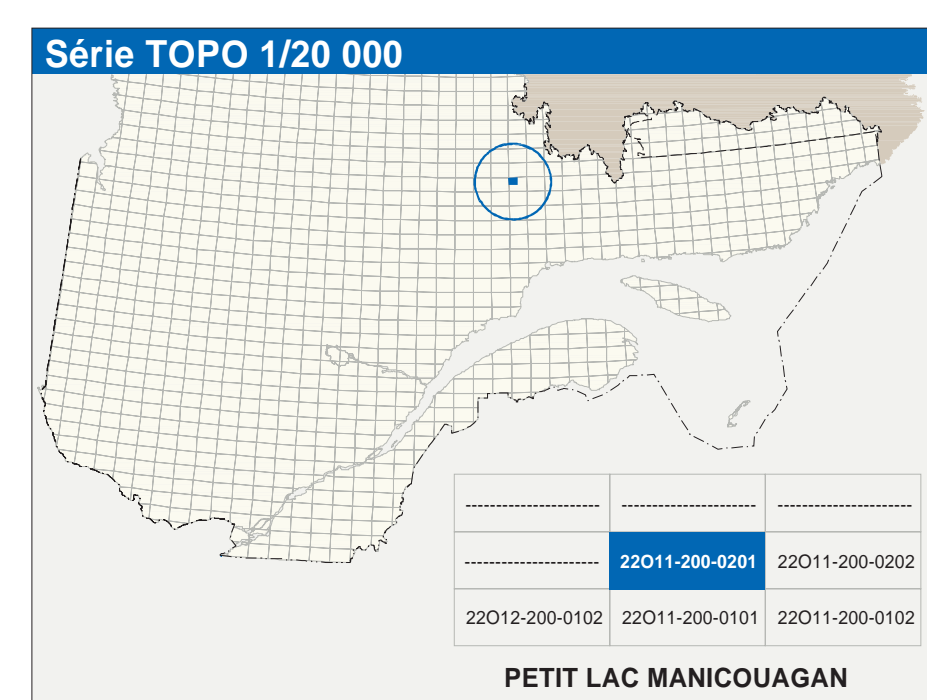 Série TOPO 1/20 000
--------------------- --------------------- ---------------------
--------------------- 22O11-200-0201 22O11-200-0202
22O12-200-0102 22O11-200-0101 22O11-200-0102
PETIT LAC MANICOUAGAN